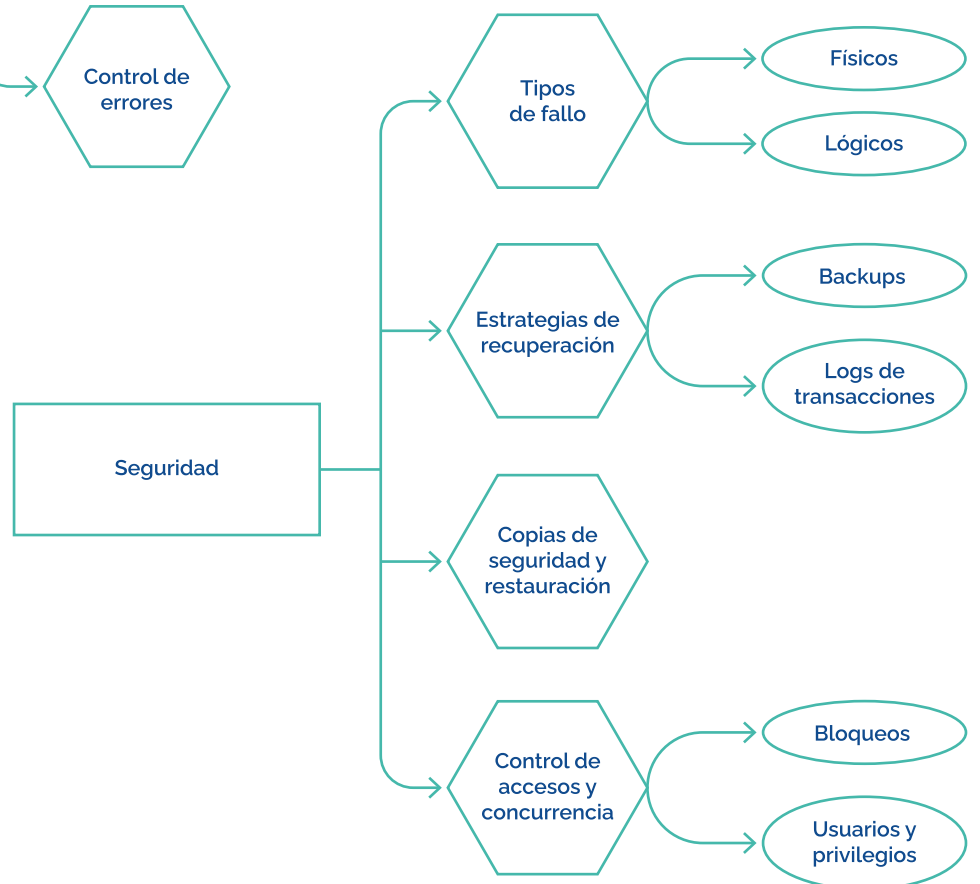 Control de
errores
Tipos
de fallo
Físicos
Lógicos
Estrategias de
recuperación
Backups
Logs de
transacciones
Seguridad
Copias de
seguridad y
restauración
Control de
accesos y
concurrencia
Bloqueos
Usuarios y
privilegios